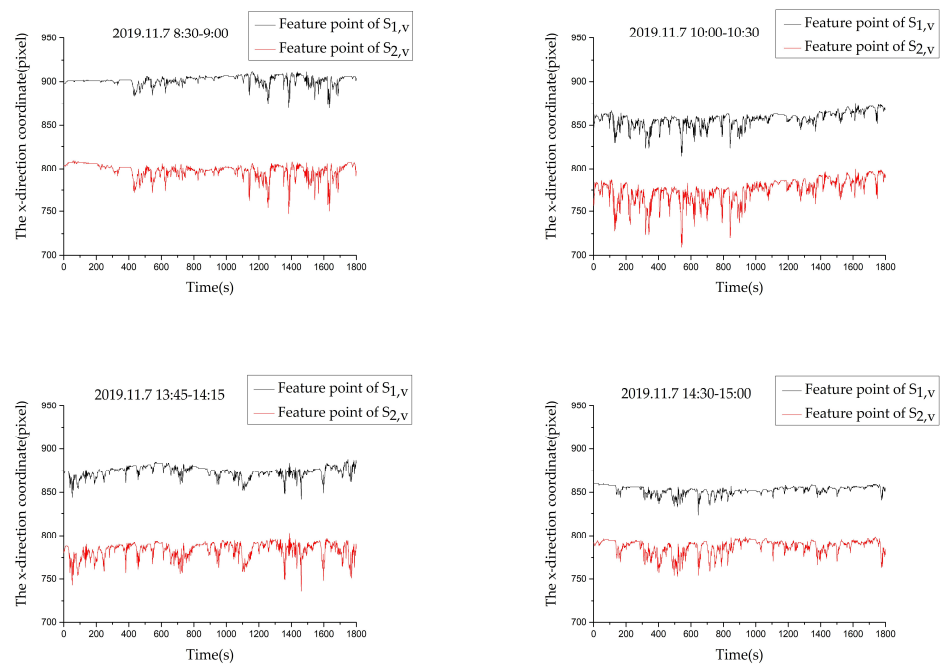 2019.11.7 8:30-9:00
Feature point of S1,v
Feature point of S2,v
The x-direction coordinate(pixel)
950
900
850
800
750
700
0 200 400 600 800 1000 1200 1400 1600 1800
Time(s)
2019.11.7 10:00-10:30
Feature point of S1,v
Feature point of S2,v
The x-direction coordinate(pixel)
950
900
850
800
750
700
0 200 400 600 800 1000 1200 1400 1600 1800
Time(s)
2019.11.7 13:45-14:15
Feature point of S1,v
Feature point of S2,v
The x-direction coordinate(pixel)
950
900
850
800
750
700
0 200 400 600 800 1000 1200 1400 1600 1800
Time(s)
2019.11.7 14:30-15:00
Feature point of S1,v
Feature point of S2,v
The x-direction coordinate(pixel)
950
900
850
800
750
700
0 200 400 600 800 1000 1200 1400 1600 1800
Time(s)